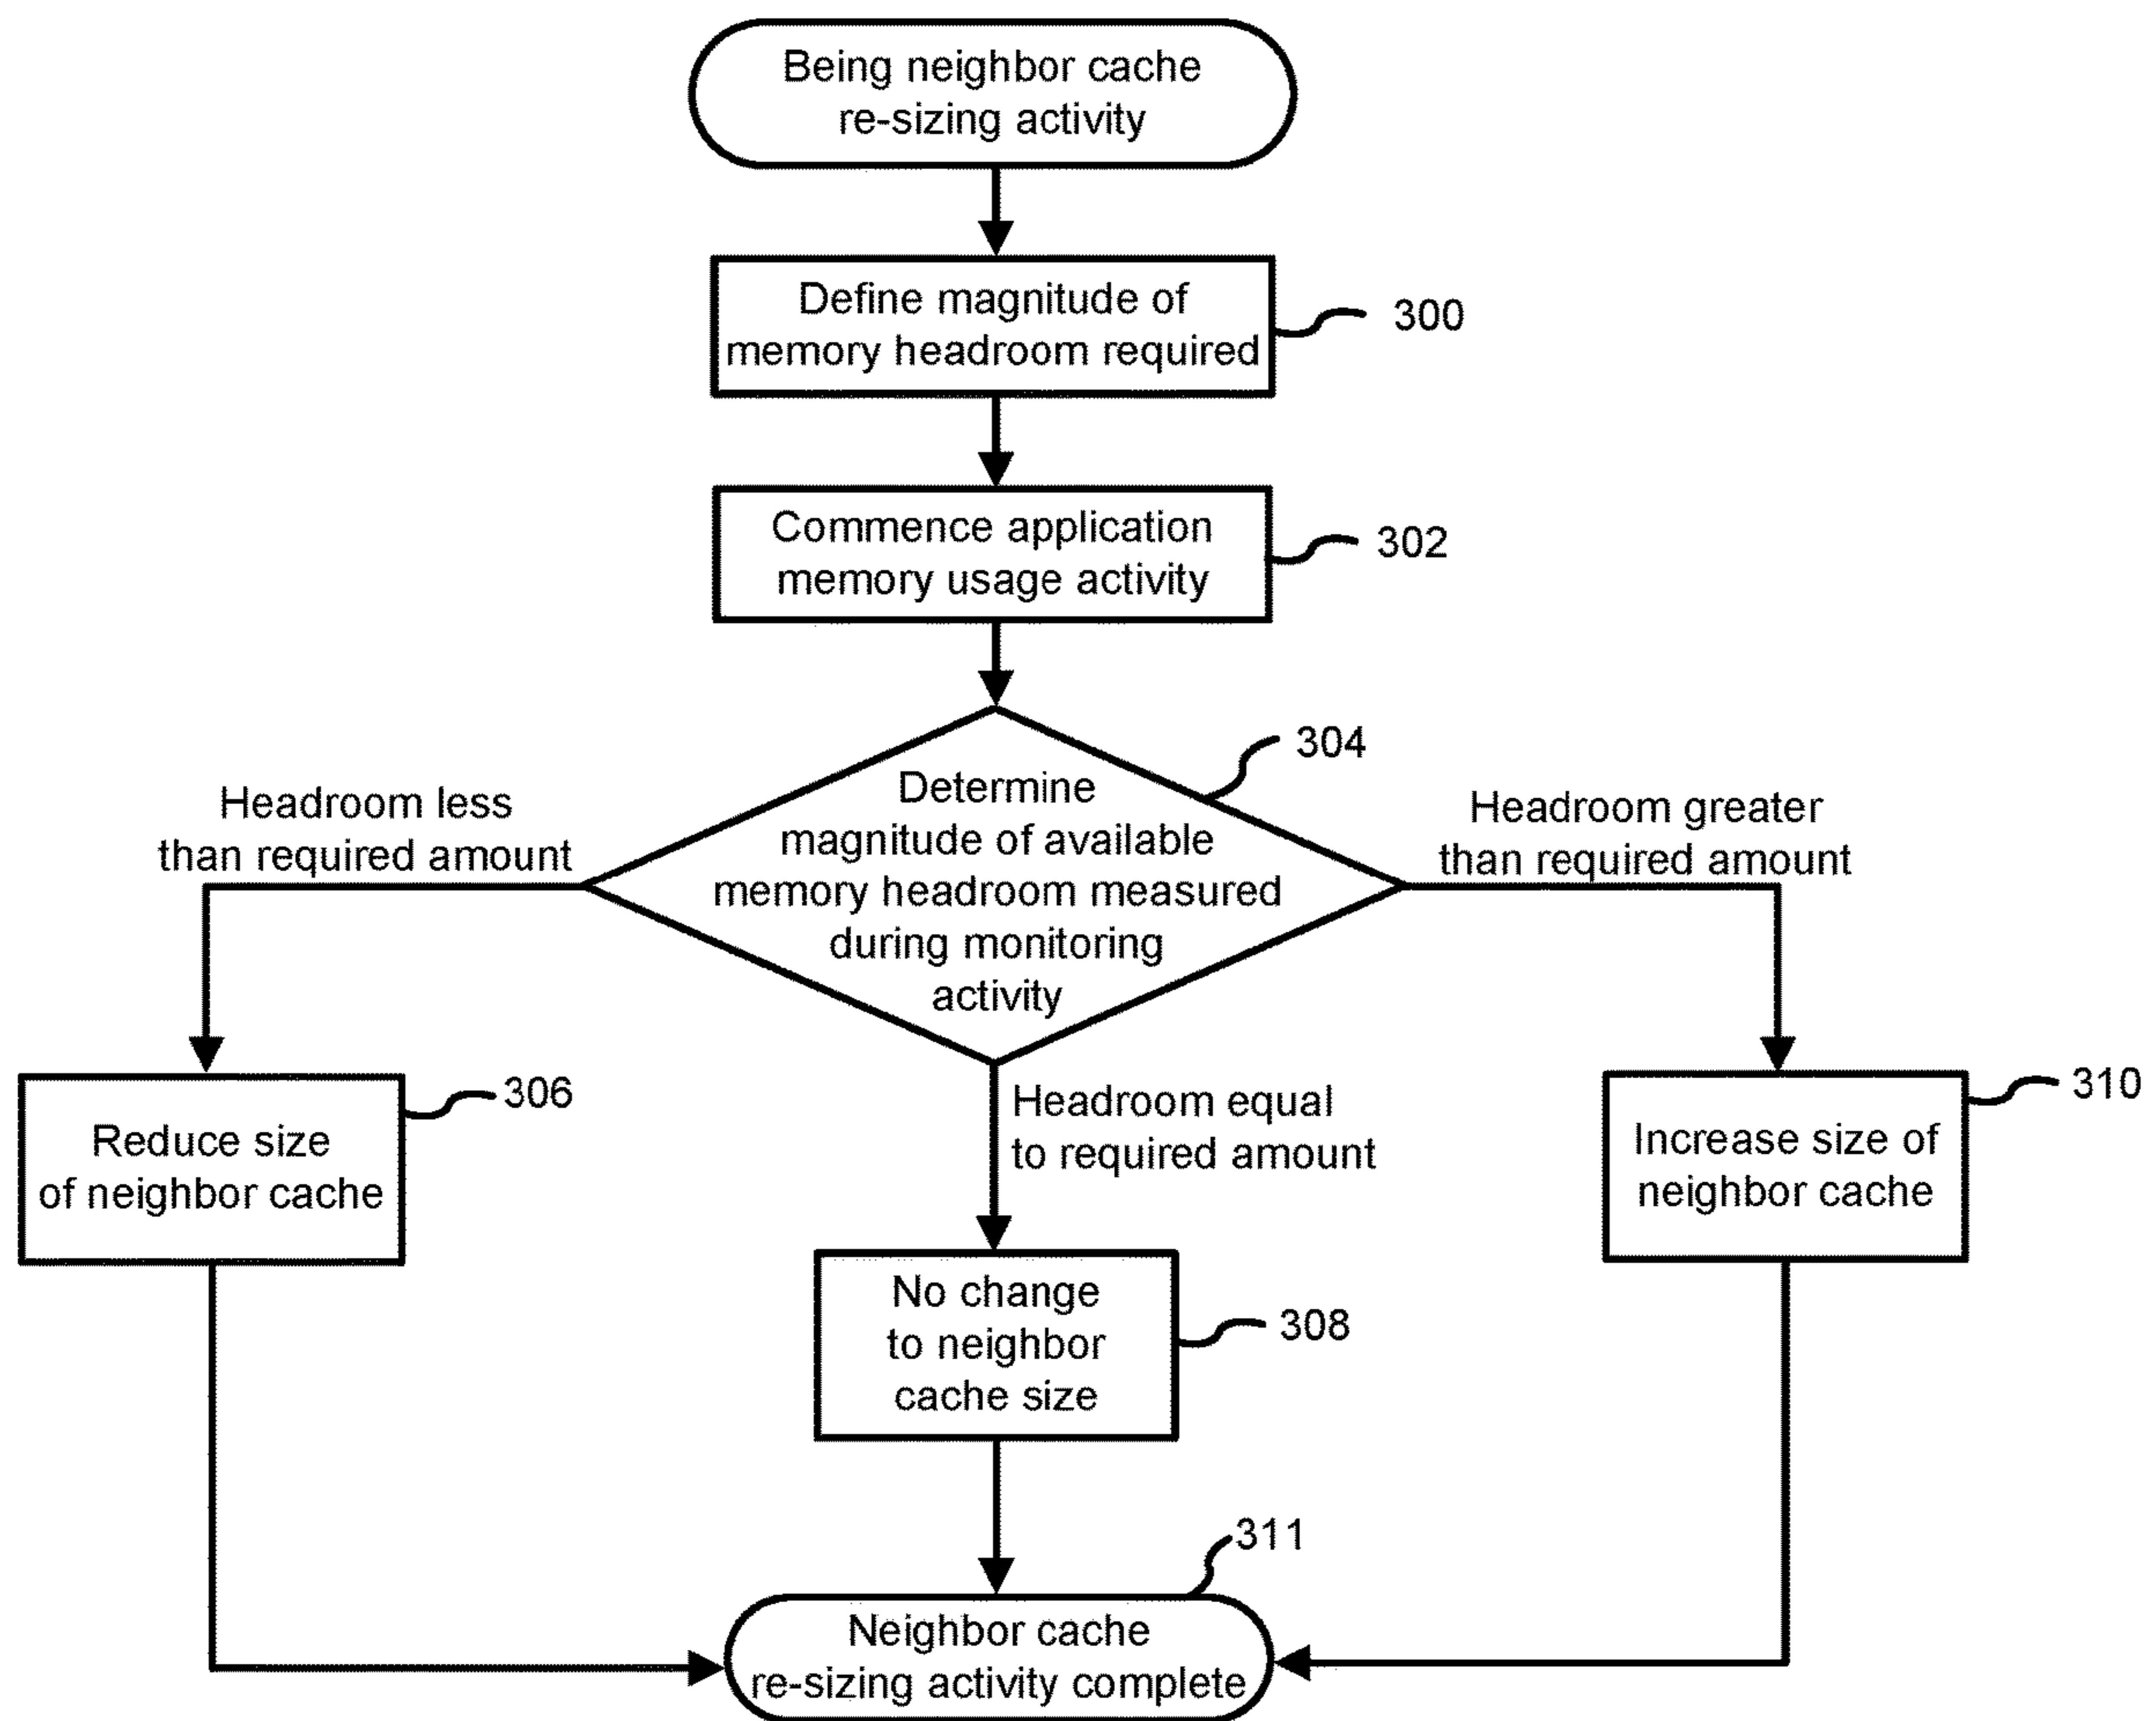 Being neighbor cache
re-sizing activity
Define magnitude of
memory headroom required
300
Commence application
memory usage activity
302
304
Determine
magnitude of available
memory headroom measured
during monitoring
activity
Headroom less
than required amount
Headroom greater
than required amount
306
Reduce size
of neighbor cache
Headroom equal
to required amount
310
Increase size of
neighbor cache
No change
to neighbor
cache size
308
311
Neighbor cache
re-sizing activity complete